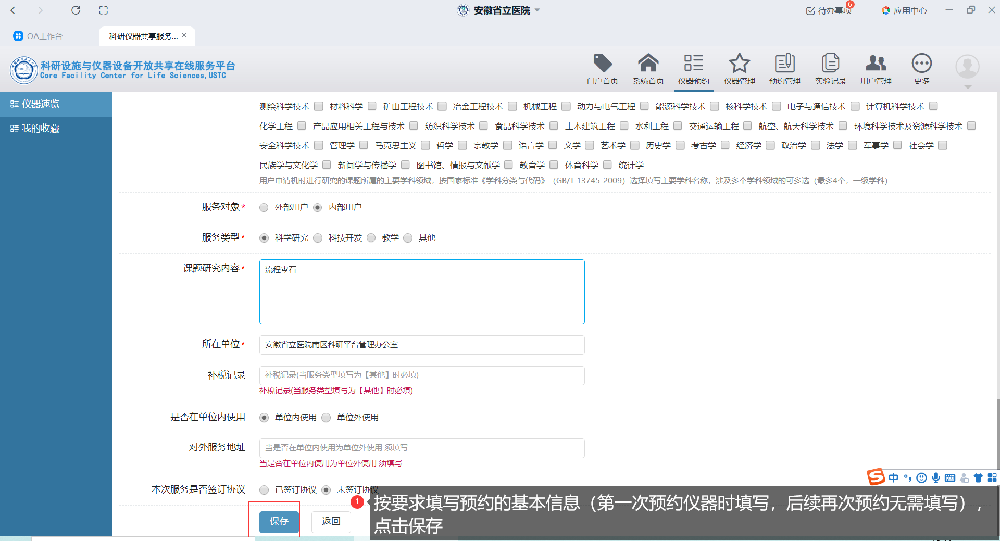 安徽省立医院
待办事项
6
应用中心
OA工作台
科研仪器共享服务...
科研设施与仪器设备开放共享在线服务平台
Core Facility Center for Life Sciences,USTC
门户首页
系统首页
仪器预约
仪器管理
预约管理
实验记录
用户管理
更多
仪器速览
我的收藏
测绘科学技术 材料科学 矿山工程技术 冶金工程技术 机械工程 动力与电气工程 能源科学技术 核科学技术 电子与通信技术 计算机科学技术
化学工程 产品应用相关工程与技术 纺织科学技术 食品科学技术 土木建筑工程 水利工程 交通运输工程 航空、航天科学技术 环境科学技术及资源科学技术
安全科学技术 管理学 马克思主义 哲学 宗教学 语言学 文学 艺术学 历史学 考古学 经济学 政治学 法学 军事学 社会学
民族学与文化学 新闻学与传播学 图书馆、情报与文献学 教育学 体育科学 统计学
用户申请机时进行研究的课题所属的主要学科领域，按国家标准《学科分类与代码》（GB/T 13745-2009）选择填写主要学科名称，涉及多个学科领域的可多选（最多4个，一级学科）
服务对象* 外部用户 内部用户
服务类型* 科学研究 科技开发 教学 其他
课题研究内容* 流程岑石
所在单位* 安徽省立医院南区科研平台管理办公室
补税记录 补税记录(当服务类型填写为【其他】时必填)
补税记录(当服务类型填写为【其他】时必填)
是否在单位内使用 单位内使用 单位外使用
对外服务地址 当是否在单位内使用为单位外使用 须填写
当是否在单位内使用为单位外使用 须填写
中
本次服务是否签订协议 已签订协议 未签订协议
保存
返回
1
按要求填写预约的基本信息（第一次预约仪器时填写，后续再次预约无需填写），
点击保存